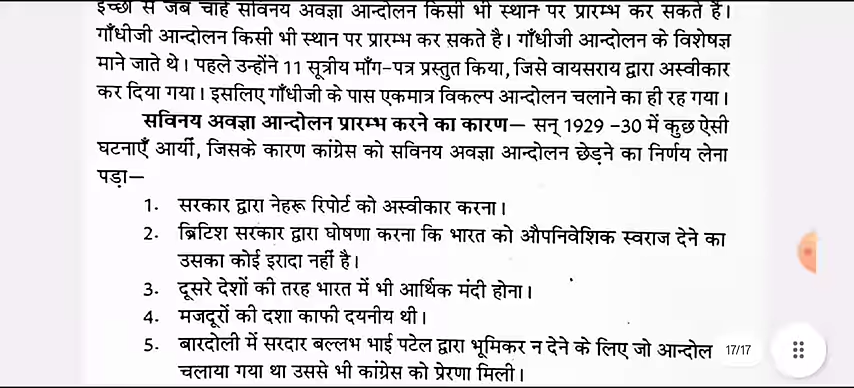 इच्छा से जब चाहे सविनय अवज्ञा आन्दोलन किसी भी स्थान पर प्रारम्भ कर सकते हैं।
गाँधीजी आन्दोलन किसी भी स्थान पर प्रारम्भ कर सकते है। गाँधीजी आन्दोलन के विशेषज्ञ
माने जाते थे। पहले उन्होंने 11 सूत्रीय माँग-पत्र प्रस्तुत किया, जिसे वायसराय द्वारा अस्वीकार
कर दिया गया। इसलिए गाँधीजी के पास एकमात्र विकल्प आन्दोलन चलाने का ही रह गया।
सविनय अवज्ञा आन्दोलन प्रारम्भ करने का कारण— सन् 1929 -30 में कुछ ऐसी
घटनाएँ आयीं, जिसके कारण कांग्रेस को सविनय अवज्ञा आन्दोलन छेड़ने का निर्णय लेना
पड़ा—
1. सरकार द्वारा नेहरू रिपोर्ट को अस्वीकार करना।
2. ब्रिटिश सरकार द्वारा घोषणा करना कि भारत को औपनिवेशिक स्वराज देने का
उसका कोई इरादा नहीं है।
3. दूसरे देशों की तरह भारत में भी आर्थिक मंदी होना।
4. मजदूरों की दशा काफी दयनीय थी।
5. बारदोली में सरदार बल्लभ भाई पटेल द्वारा भूमिकर न देने के लिए जो आन्दोल 17/17
चलाया गया था उससे भी कांग्रेस को प्रेरणा मिली।